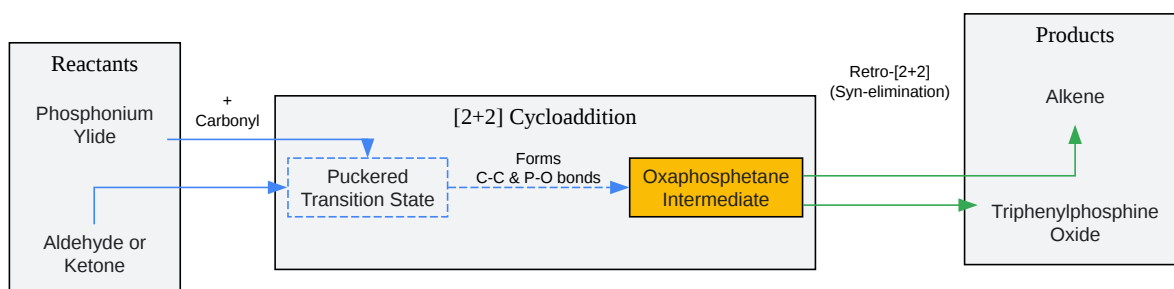 Reactants
Phosphonium
Ylide
Aldehyde or
Ketone
+
Carbonyl
[2+2] Cycloaddition
Puckered
Transition State
Forms
C-C & P-O bonds
Oxaphosphetane
Intermediate
Retro-[2+2]
(Syn-elimination)
Products
Alkene
Triphenylphosphine
Oxide